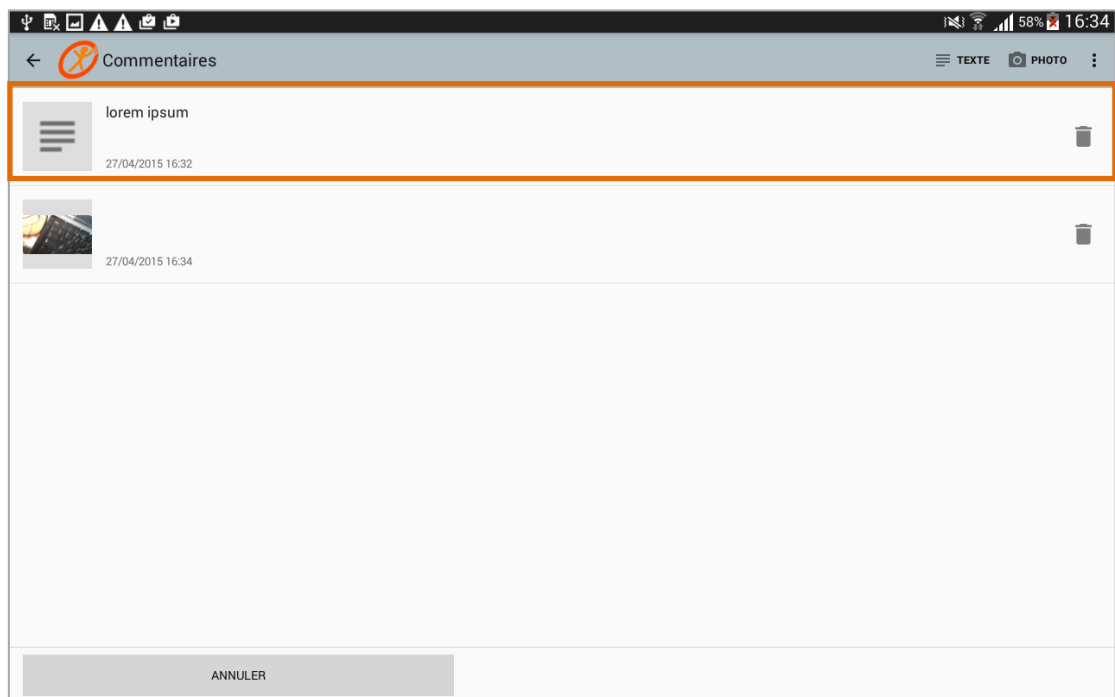 58% 16:34
Commentaires TEXTE PHOTO
lorem ipsum
27/04/2015 16:32
27/04/2015 16:34
ANNULER